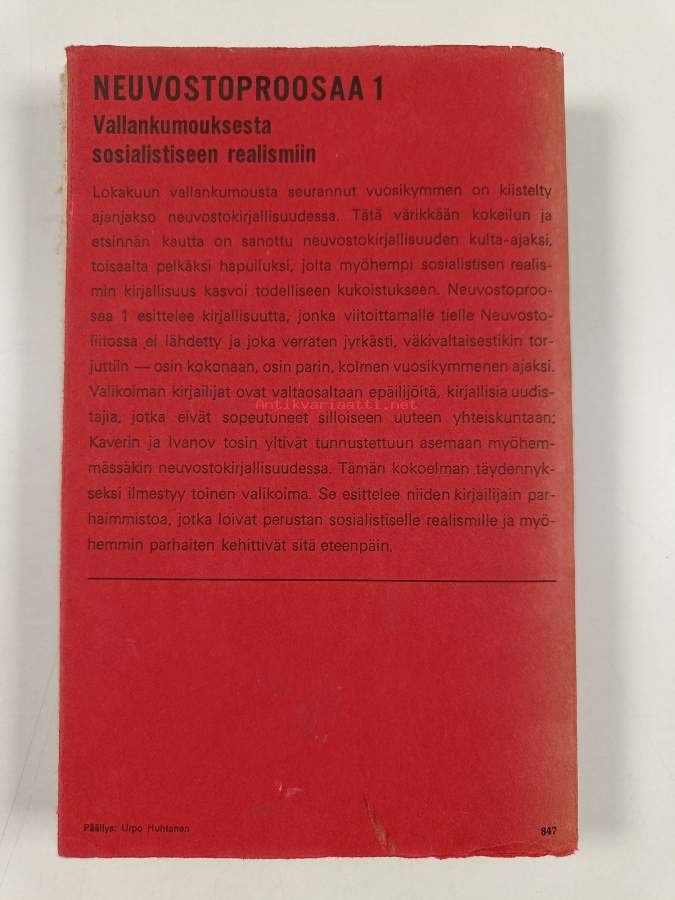 NEUVOSTOPROOSAA 1
Vallankumouksesta
sosialistiseen realismiin
Lokakuun vallankumousta seurannut vuosikymmen on kiistelty
ajanjakso neuvostokirjallisuudessa. Tätä värikkään kokeilun ja
etsinnän kautta on sanottu neuvostokirjallisuuden kulta-ajaksi,
toisaalta pelkäksi hapuiluksi, jolta myöhempi sosialistisen realis-
min kirjallisuus kasvoi todelliseen kukoistukseen. Neuvostoproo-
saa 1 esittelee kirjallisuutta, jonka viitoittamalle tielle Neuvosto-
liitossa ei lähdetty ja joka verraten jyrkästi, väkivaltaisestikin tor-
juttiin — osin kokonaan, osin parin, kolmen vuosikymmenen ajaksi.
Valikoiman kirjailijat ovat valtaosaltaan epäilijöitä, kirjallisia uudis-
Antikvariaatti.net
tajia, jotka eivät sopeutuneet silloiseen uuteen yhteiskuntaan;
Kaverin ja Ivanov tosin yltivät tunnustettuun asemaan myöhem-
mässäkin neuvostokirjallisuudessa. Tämän kokoelman täydennyk-
seksi ilmestyy toinen valikoima. Se esittelee niiden kirjailijain par-
haimmistoa, jotka loivat perustan sosialistiselle realismille ja myö-
hemmin parhaiten kehittivät sitä eteenpäin.
Päällys: Urpo Huhtanen
847